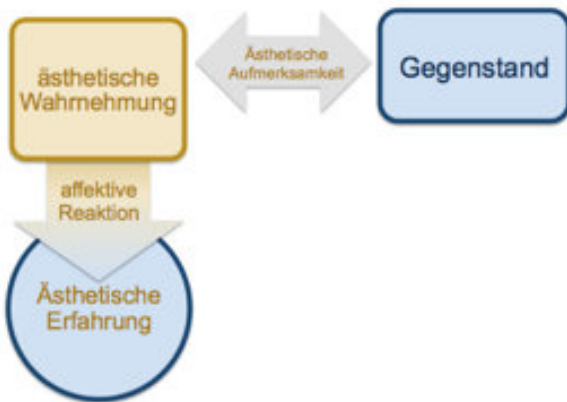 ästhetische
Wahrnehmung
Ästhetische
Aufmerksamkeit
Gegenstand
affektive
Reaktion
Ästhetische
Erfahrung